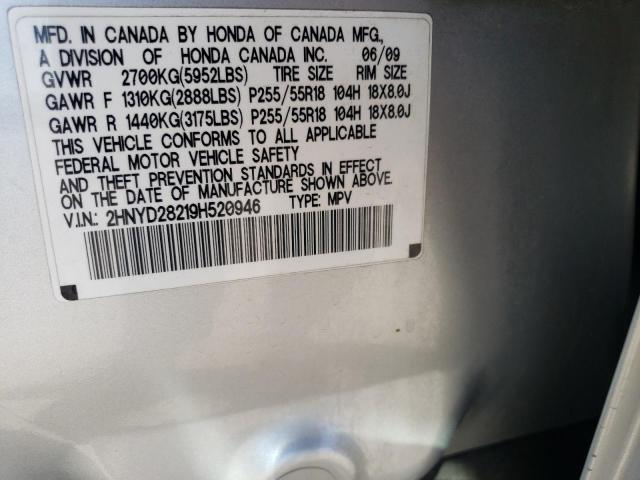 MFD. IN CANADA BY HONDA OF CANADA MFG.,
A DIVISION OF HONDA CANADA INC. 06/09
GVWR 2700KG(5952LBS) TIRE SIZE RIM SIZE
GAWR F 1310KG(2888LBS) P255/55R18 104H 18X8.0J
GAWR R 1440KG(3175LBS) P255/55R18 104H 18X8.0J
THIS VEHICLE CONFORMS TO ALL APPLICABLE
FEDERAL MOTOR VEHICLE SAFETY
AND THEFT PREVENTION STANDARDS IN EFFECT
ON THE DATE OF MANUFACTURE SHOWN ABOVE.
V.I.N.: 2HNYD28219H520946 TYPE: MPV